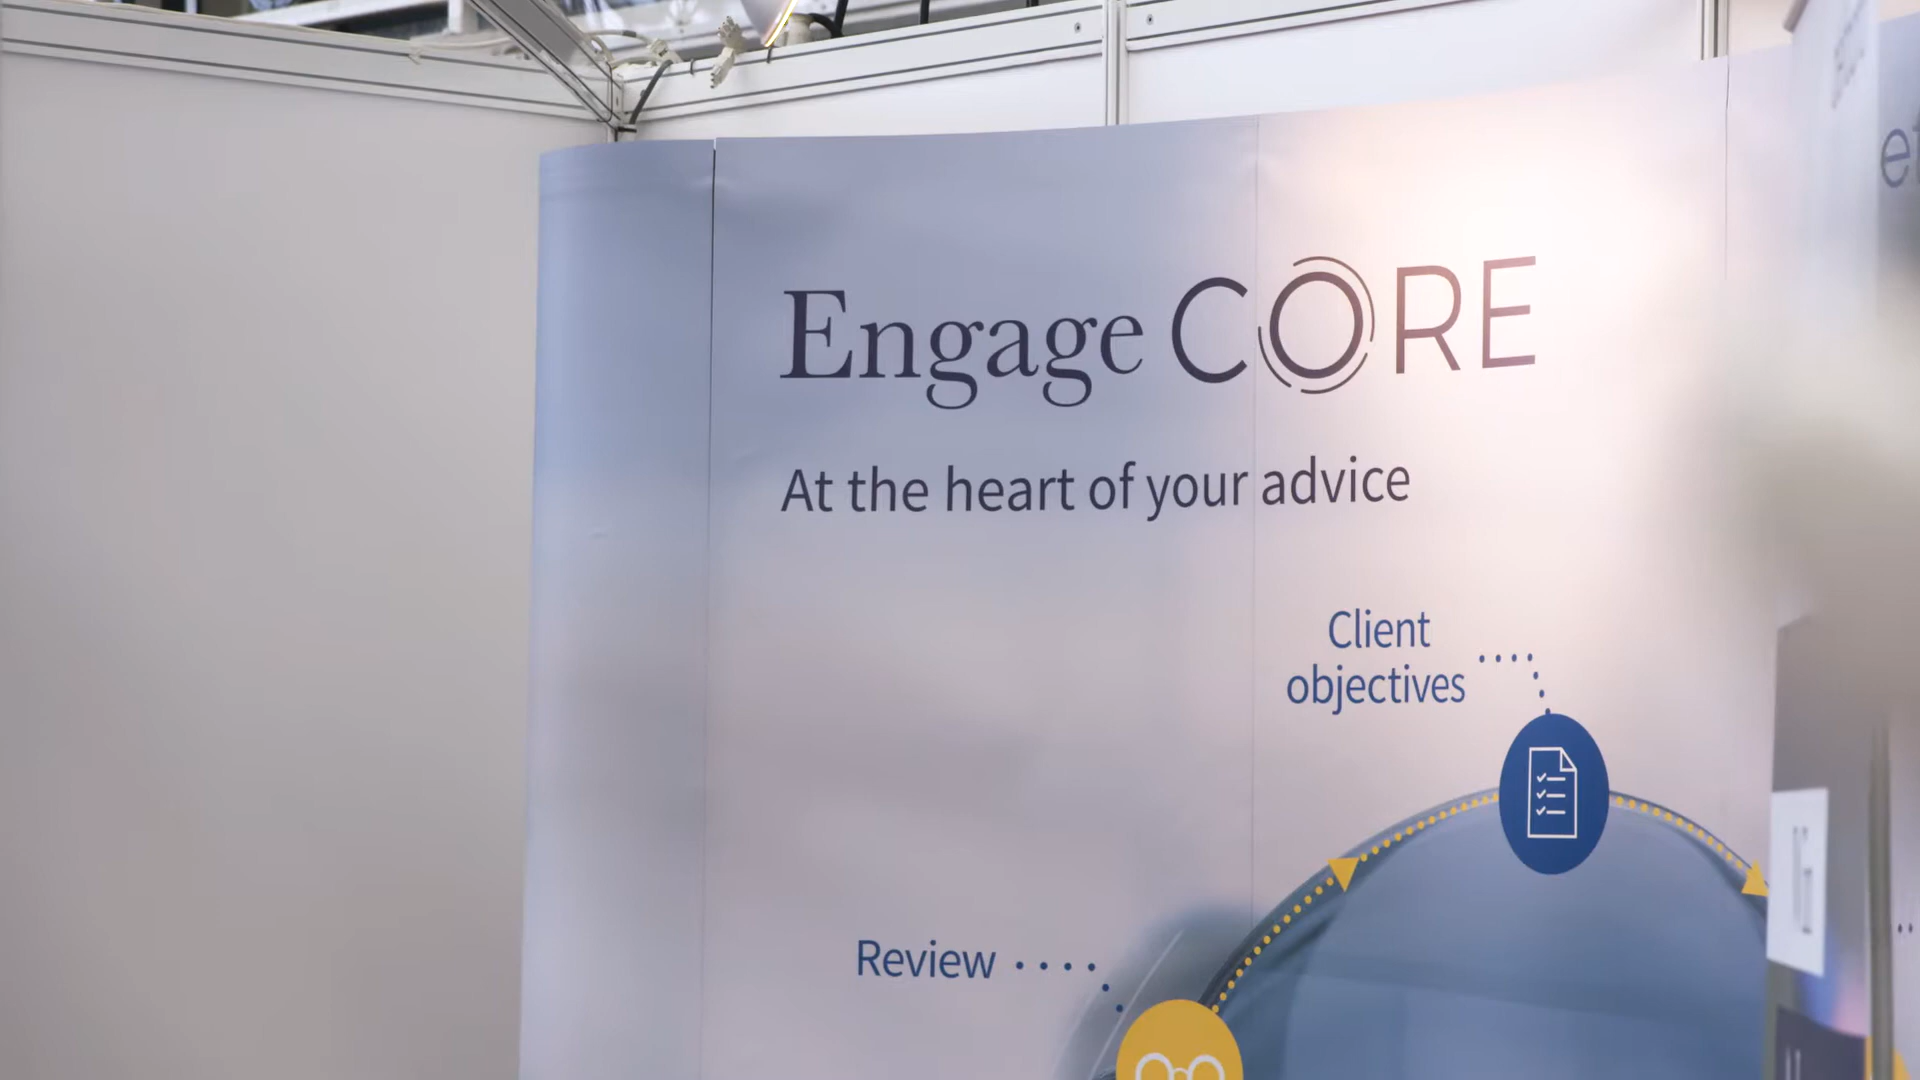 Engage CORE
At the heart of your advice
Client
objectives
Review